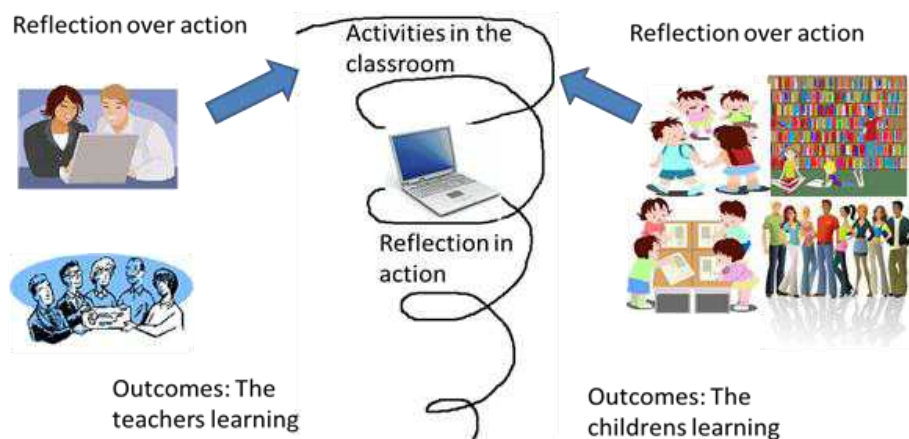 Reflection over action
Activities in the
classroom
Reflection over action
Reflection in
action
Outcomes: The
teachers learning
Outcomes: The
childrens learning